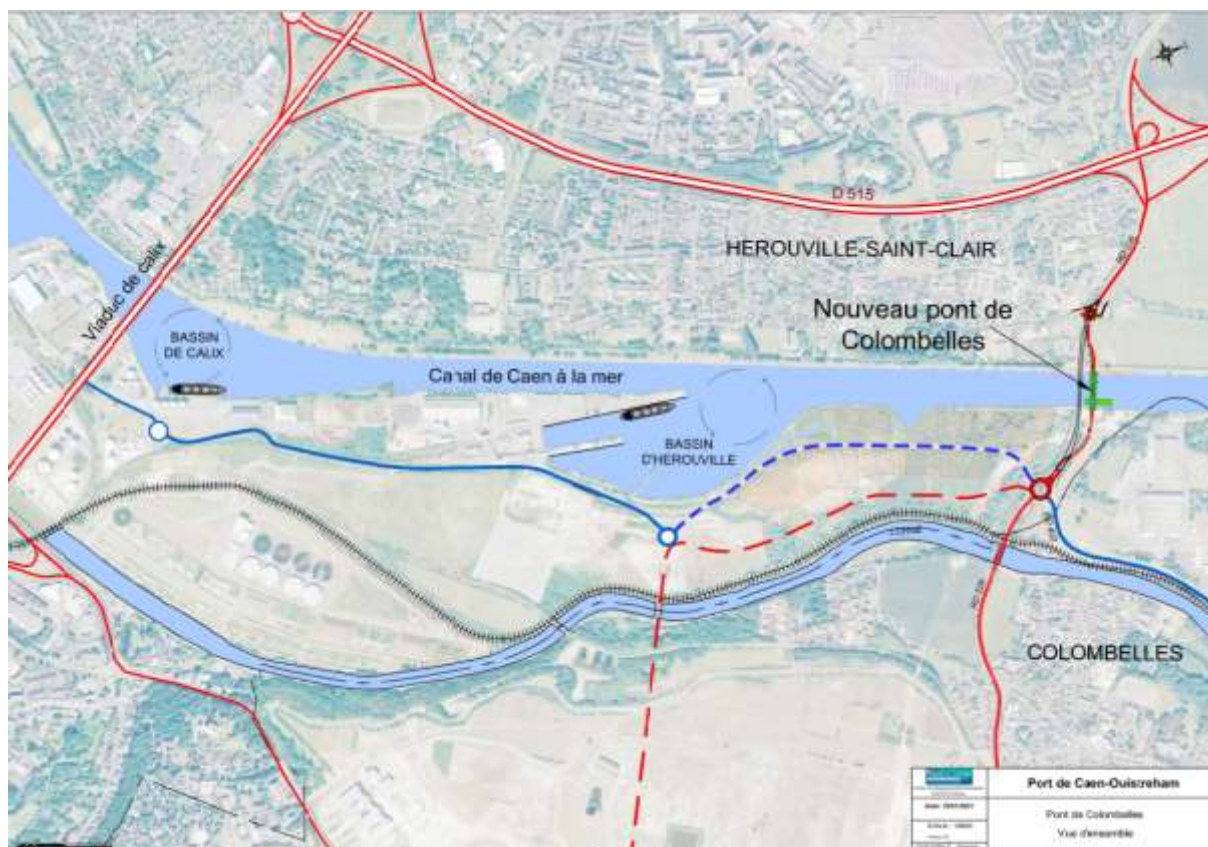 D 515
HEROUVILLE-SAINT-CLAIR
Viaduc de calix
Nouveau pont de
Colombelles
BASSIN
DE CALIX
Canal de Caen à la mer
BASSIN
D'HEROUVILLE
COLOMBELLES
Port de Caen-Ouistreham
Pont de Colombelles
Vue d'ensemble